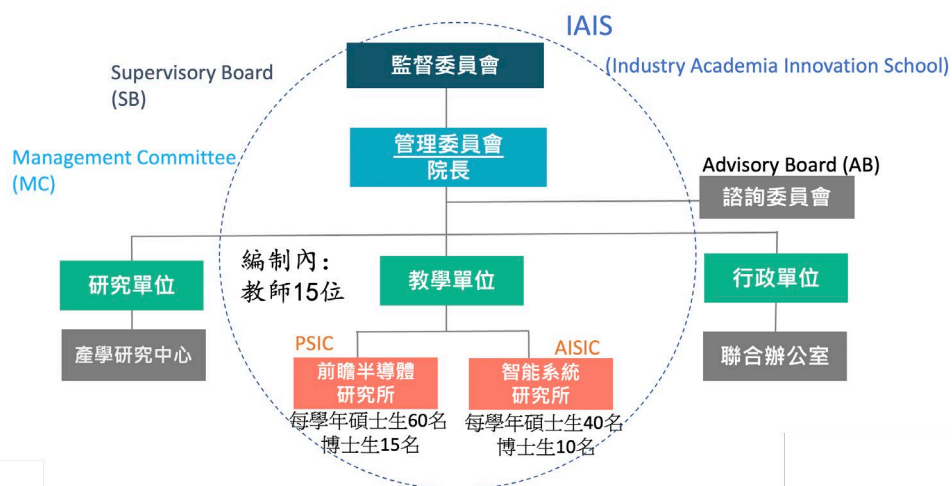 IAIS
(Industry Academia Innovation School)
監督委員會
Supervisory Board
(SB)
管理委員會
院長
Management Committee
(MC)
Advisory Board (AB)
諮詢委員會
編制內：
教師15位
研究單位
教學單位
行政單位
產學研究中心
聯合辦公室
PSIC
AISIC
前瞻半導體
研究所
智能系統
研究所
每學年碩士生60名
博士生15名
每學年碩士生40名
博士生10名